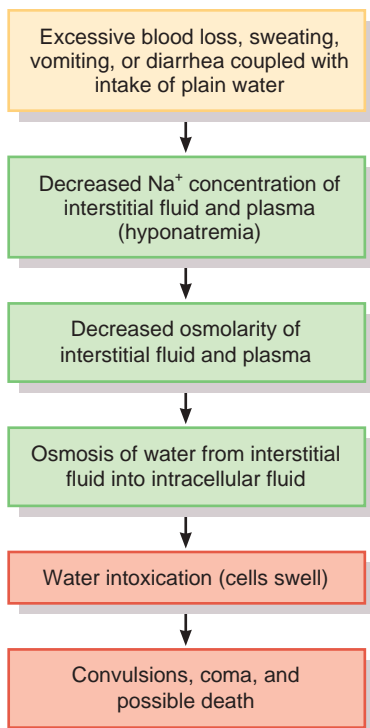 Excessive blood loss, sweating,
vomiting, or diarrhea coupled with
intake of plain water
Decreased Na⁺ concentration of
interstitial fluid and plasma
(hyponatremia)
Decreased osmolarity of
interstitial fluid and plasma
Osmosis of water from interstitial
fluid into intracellular fluid
Water intoxication (cells swell)
Convulsions, coma, and
possible death